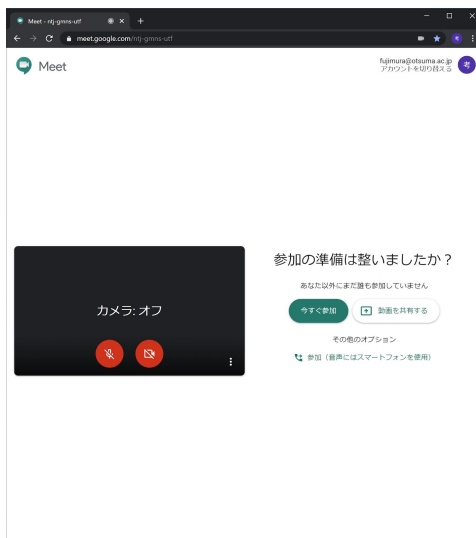 Meet - ntj-gmns-utf
meet.google.com/ntj-gmns-utf
考
Meet
fujimura@otsuma.ac.jp
アカウントを切り替える
考
カメラ: オフ
参加の準備は整いましたか？
あなた以外にまだ誰も参加していません
今すぐ参加
動画を共有する
その他のオプション
参加（音声にはスマートフォンを使用）